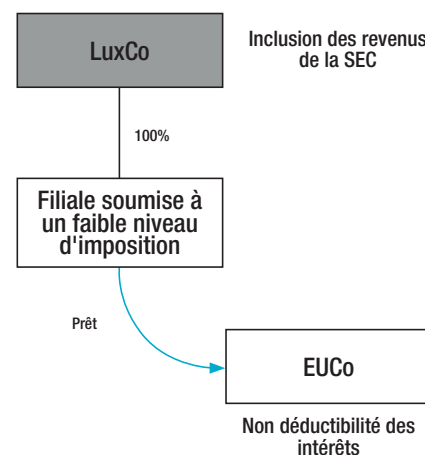 LuxCo
Inclusion des revenus
de la SEC
100%
Filiale soumise à
un faible niveau
d'imposition
Prêt
EUCo
Non déductibilité des
intérêts